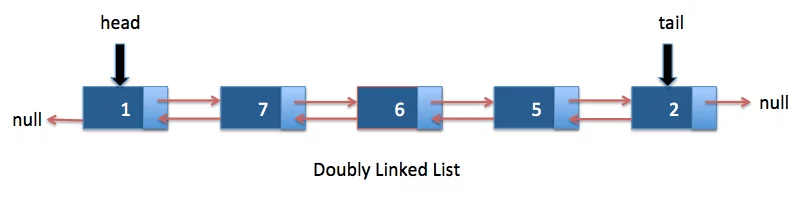 head tail
null 1 7 6 5 2 null
Doubly Linked List